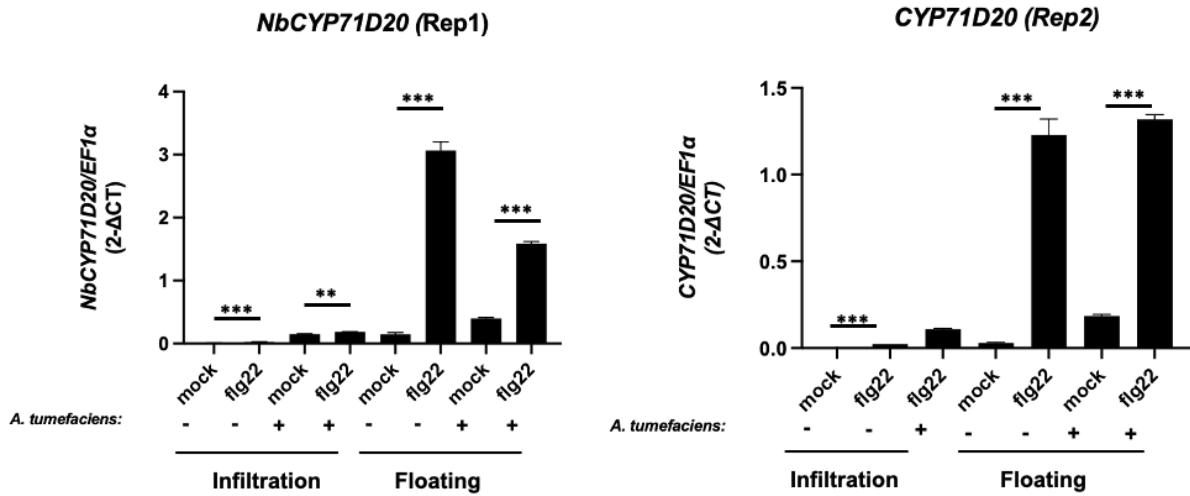 NbCYP71D20 (Rep1)
NbCYP71D20/EF1α
(2-ΔCT)
4
3
2
1
0
***
**
***
***
mock flg22 mock flg22 mock flg22 mock flg22
A. tumefaciens: - - + + - - + +
Infiltration Floating
CYP71D20 (Rep2)
CYP71D20/EF1α
(2-ΔCT)
1.5
1.0
0.5
0.0
***
***
***
mock flg22 flg22 mock flg22 mock flg22
A. tumefaciens: - - + - - + +
Infiltration Floating